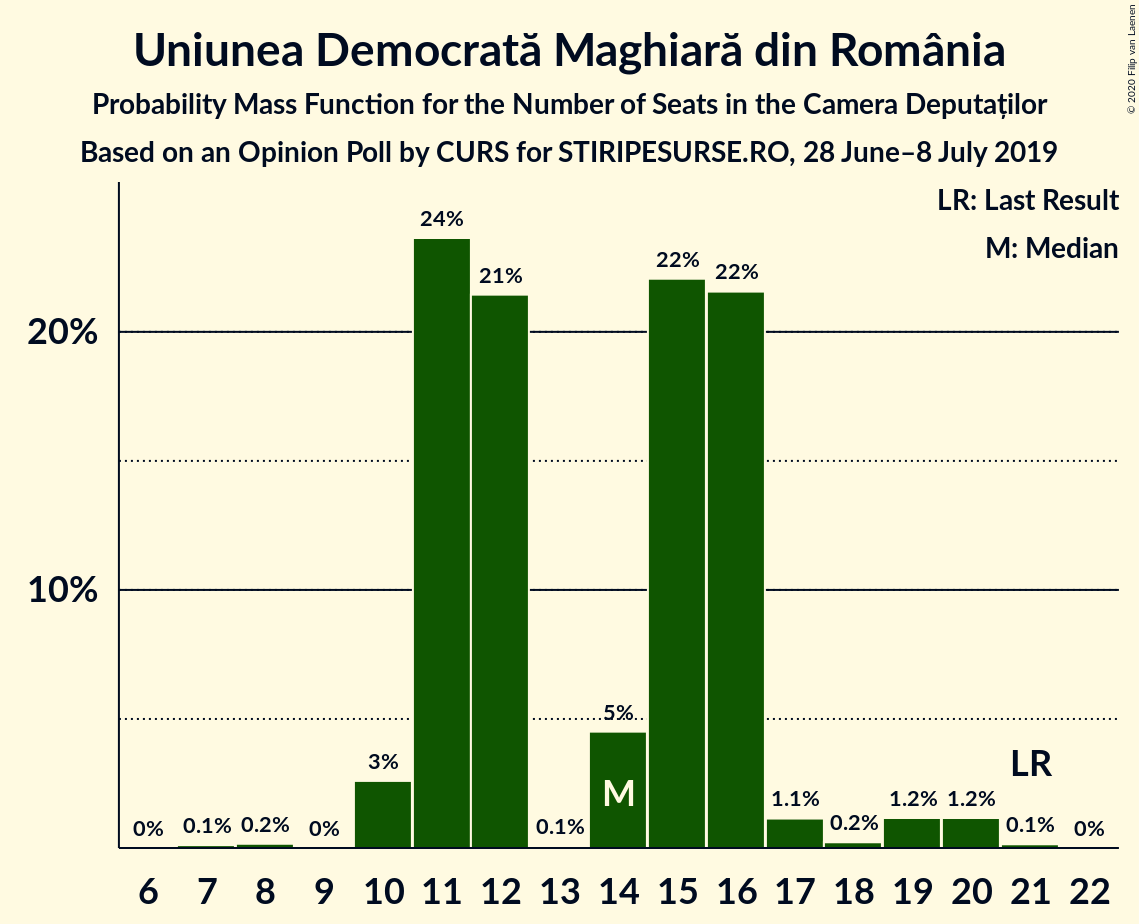 Uniunea Democrată Maghiară din România
Probability Mass Function for the Number of Seats in the Camera Deputaților
Based on an Opinion Poll by CURS for STIRIPESURSE.RO, 28 June–8 July 2019
© 2020 Filip van Laenen
LR: Last Result
M: Median
24%
21%
22%
22%
20%
10%
5%
3%
M
LR
0%
0.1%
0.2%
0%
0.1%
1.1%
0.2%
1.2%
1.2%
0.1%
0%
6 7 8 9 10 11 12 13 14 15 16 17 18 19 20 21 22